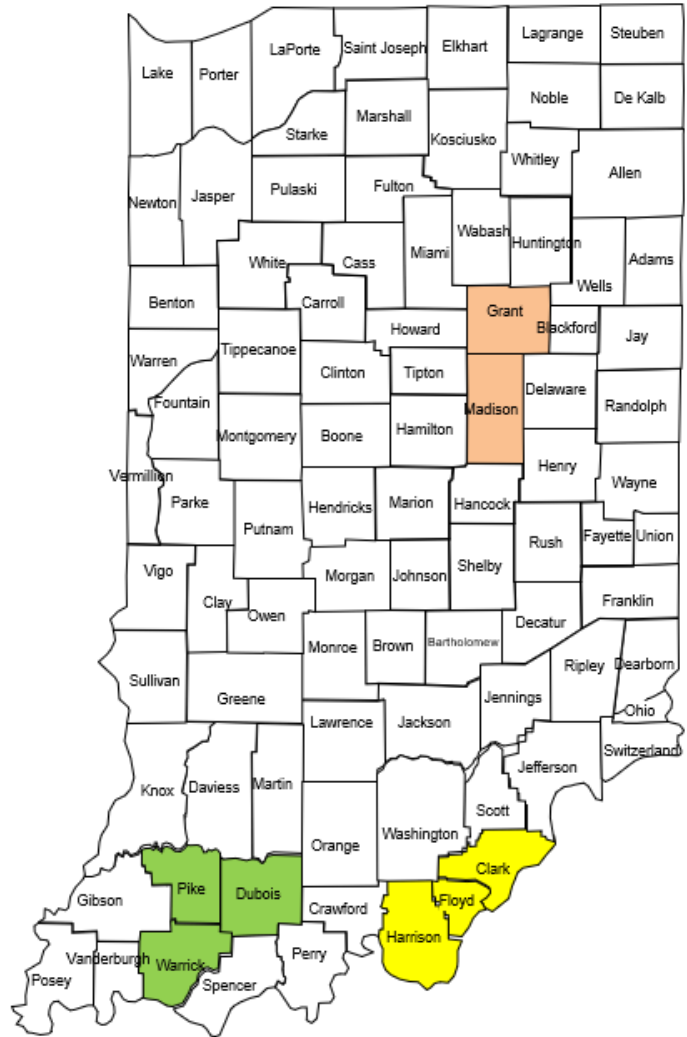 Lake
Porter
LaPorte
Saint Joseph
Elkhart
Lagrange
Steuben
Noble
De Kalb
Starke
Marshall
Kosciusko
Whitley
Allen
Newton
Jasper
Pulaski
Fulton
Miami
Wabash
Huntington
Wells
Adams
White
Cass
Benton
Carroll
Howard
Grant
Blackford
Jay
Warren
Tippecanoe
Clinton
Tipton
Fountain
Madison
Delaware
Randolph
Montgomery
Boone
Hamilton
Vermillion
Henry
Wayne
Parke
Putnam
Hendricks
Marion
Hancock
Rush
Fayette
Union
Vigo
Morgan
Johnson
Shelby
Clay
Owen
Franklin
Monroe
Brown
Bartholomew
Decatur
Sullivan
Ripley
Dearborn
Greene
Jennings
Lawrence
Jackson
Ohio
Switzerland
Knox
Daviess
Martin
Jefferson
Orange
Washington
Scott
Gibson
Pike
Dubois
Crawford
Clark
Floyd
Harrison
Posey
Vanderburgh
Warrick
Spencer
Perry